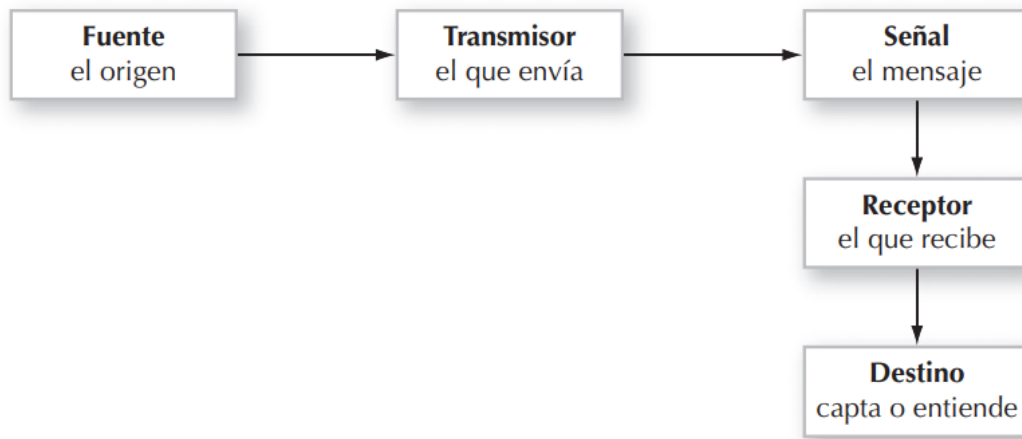 Fuente
el origen
Transmisor
el que envía
Señal
el mensaje
Receptor
el que recibe
Destino
capta o entiende